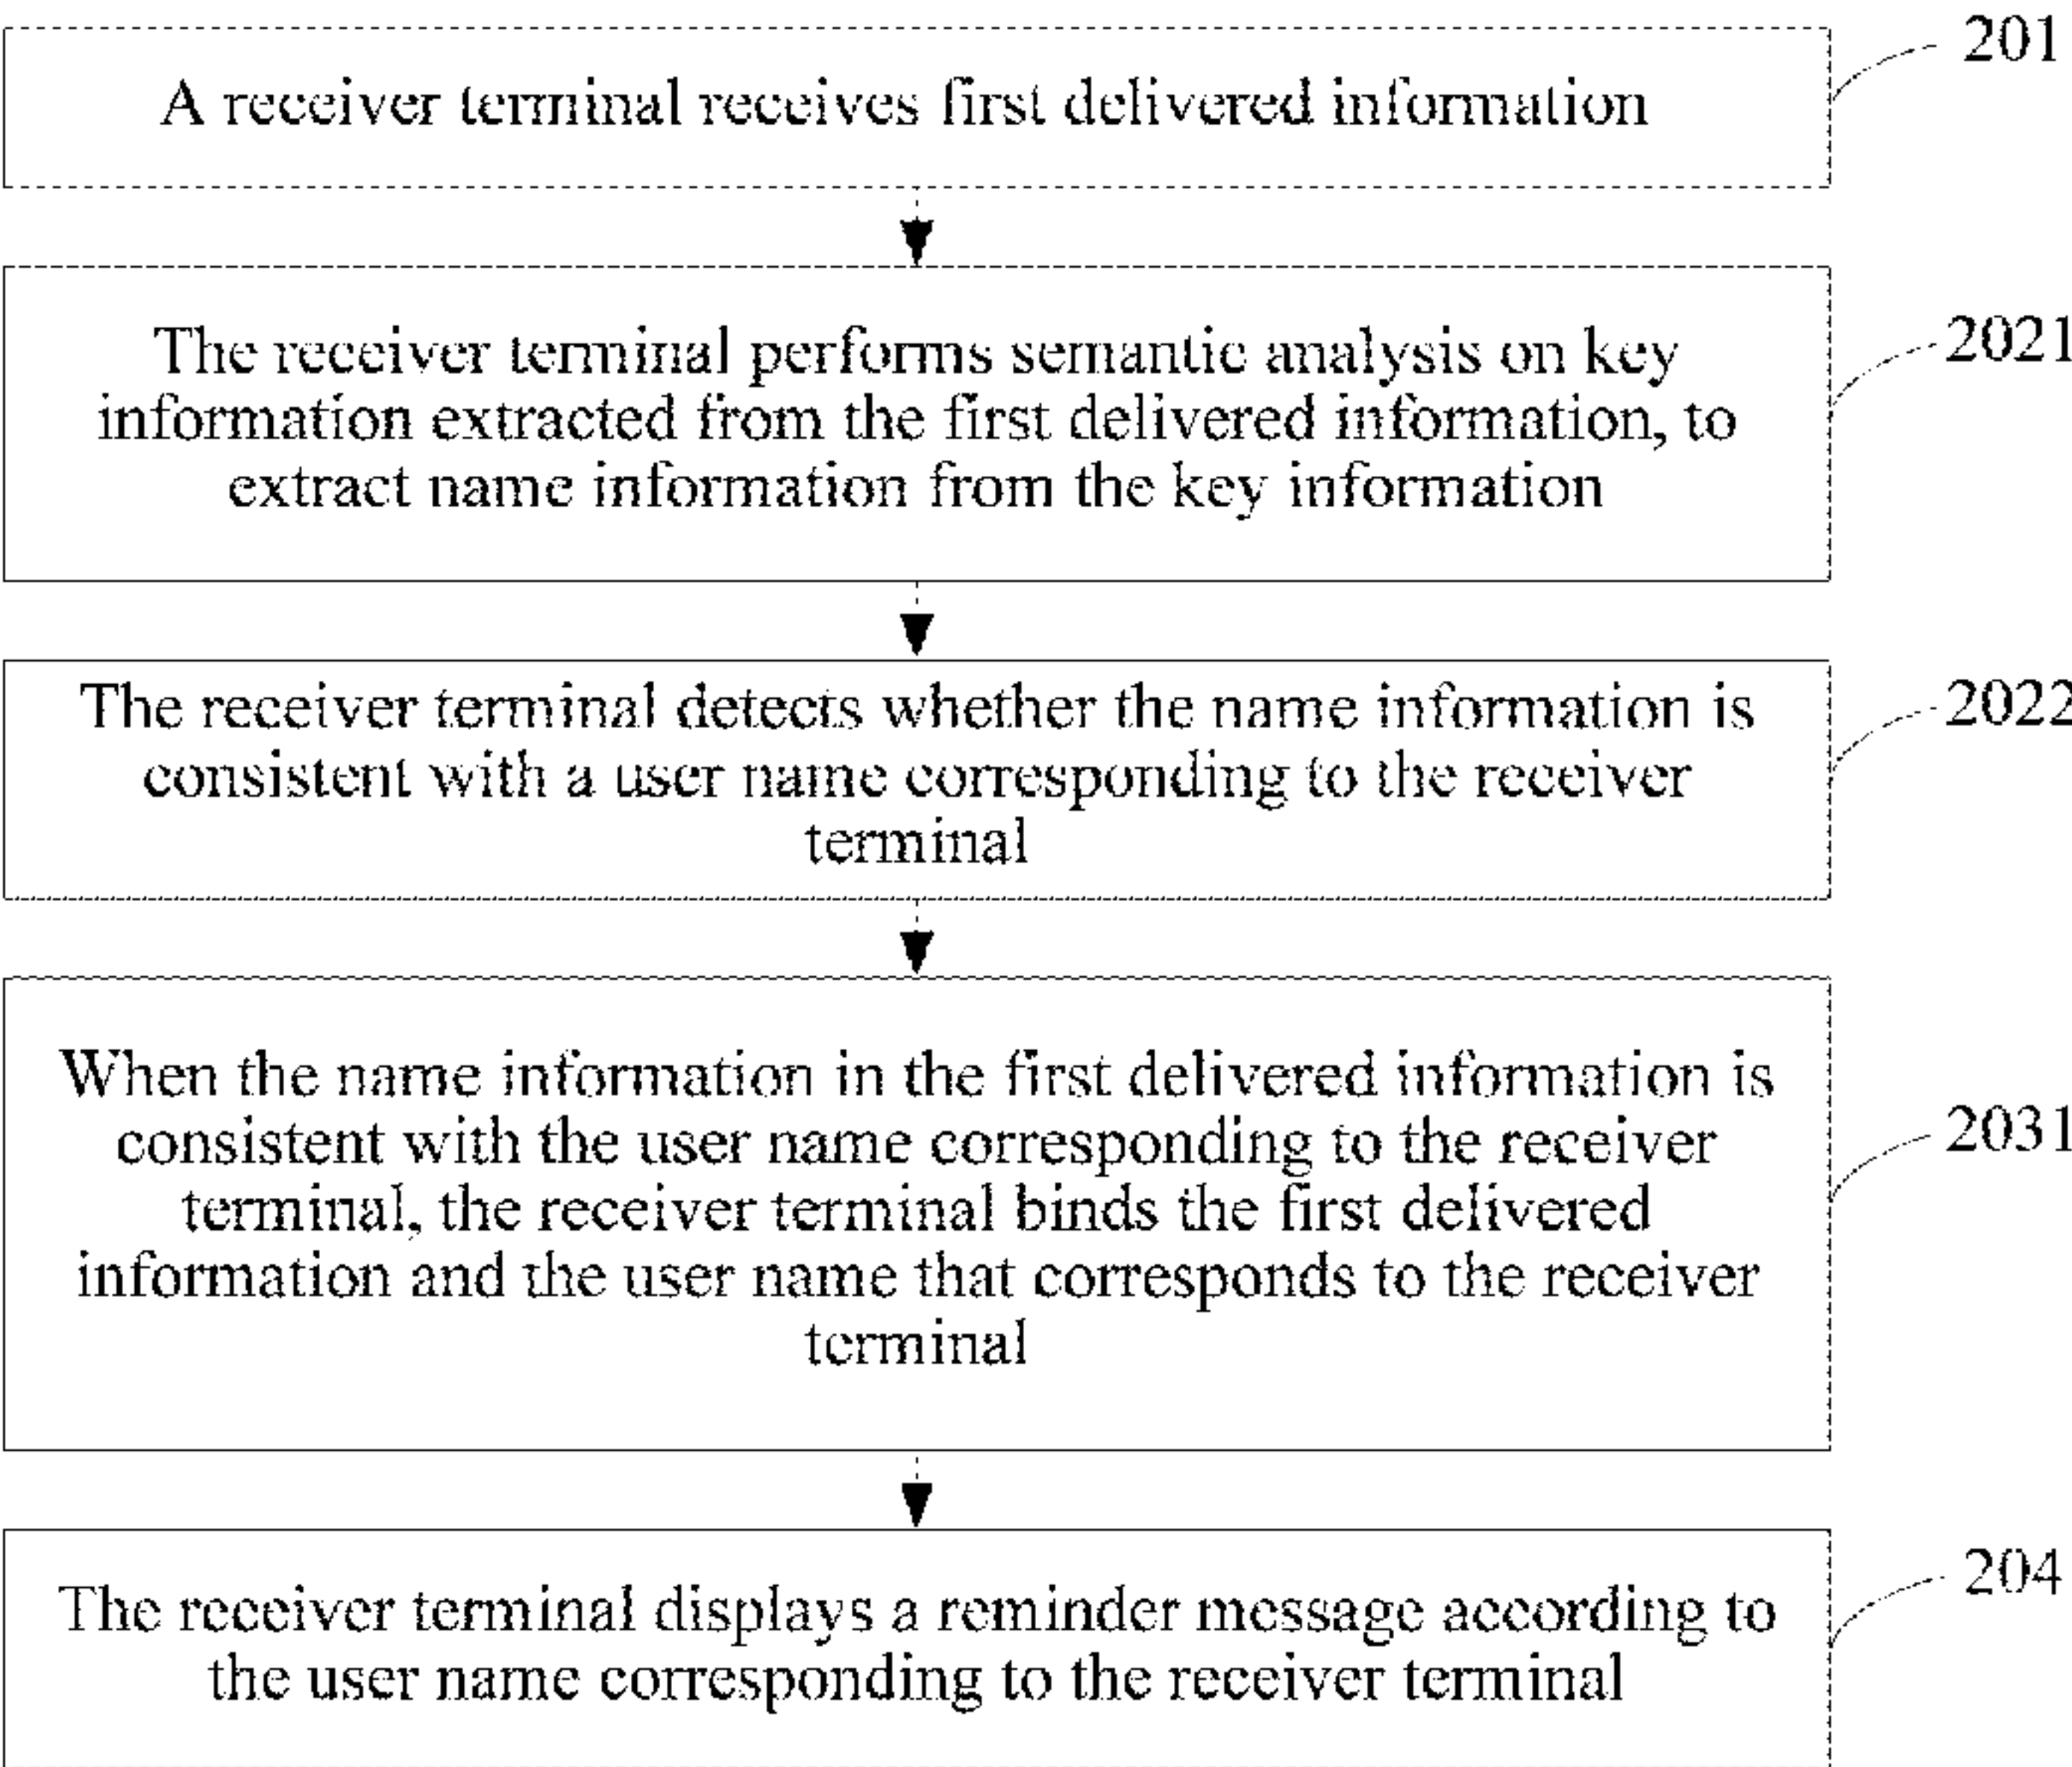 201
A receiver terminal receives first delivered information
2021
The receiver terminal performs semantic analysis on key
information extracted from the first delivered information, to
extract name information from the key information
2022
The receiver terminal detects whether the name information is
consistent with a user name corresponding to the receiver
terminal
When the name information in the first delivered information is
consistent with the user name corresponding to the receiver
2031
terminal, the receiver terminal binds the first delivered
information and the user name that corresponds to the receiver
terminal
204
The receiver terminal displays a reminder message according to
the user name corresponding to the receiver terminal